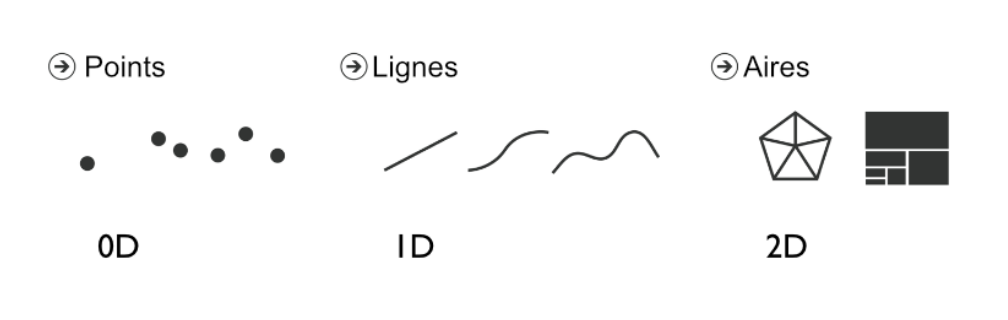 Points
Lignes
Aires
0D
1D
2D